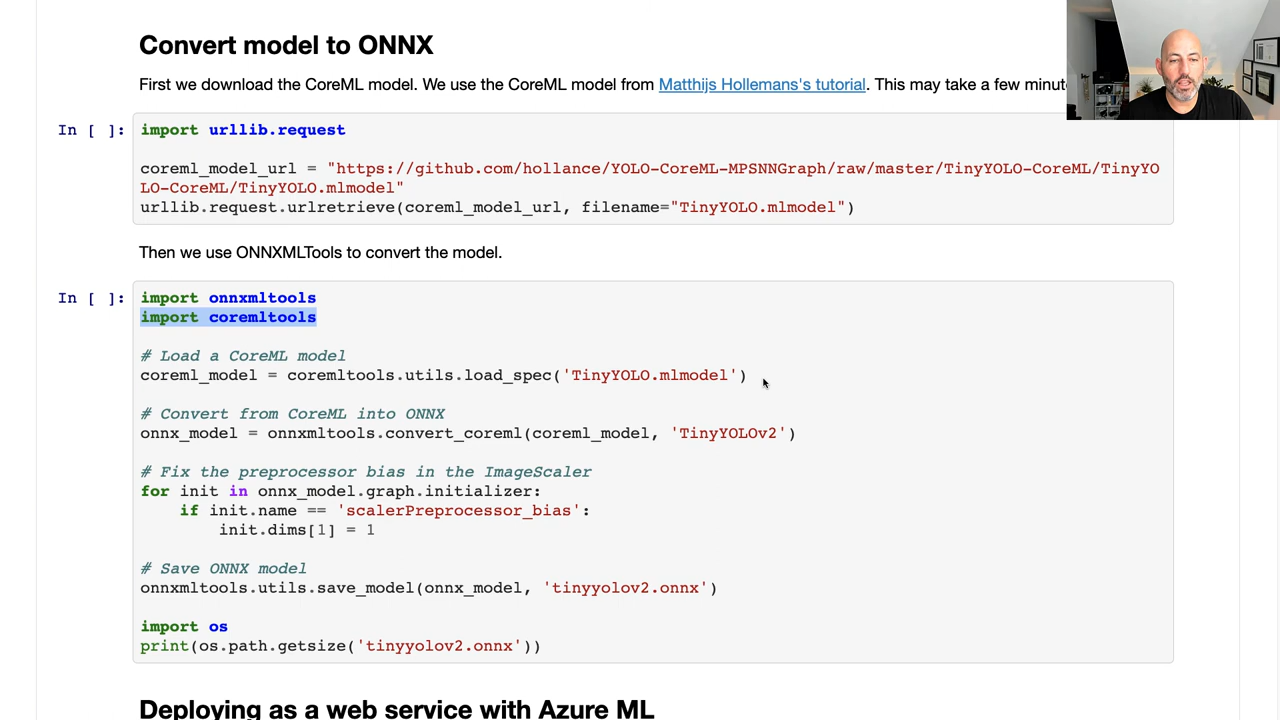 Convert model to ONNX
First we download the CoreML model. We use the CoreML model from Matthijs Hollemans's tutorial. This may take a few
In [ ]:
import urllib.request
coreml_model_url = "https://github.com/hollance/YOLO-CoreML-MPSNNGraph/raw/master/TinyYOLO-CoreML/TinyYO
LO-CoreML/TinyYOLO.mlmodel"
urllib.request.urlretrieve(coreml_model_url, filename="TinyYOLO.mlmodel")
Then we use ONNXMLTools to convert the model.
In [ ]:
import onnxmltools
import coremltools
# Load a CoreML model
coreml_model = coremltools.utils.load_spec('TinyYOLO.mlmodel')
# Convert from CoreML into ONNX
onnx_model = onnxmltools.convert_coreml(coreml_model, 'TinyYOLOv2')
# Fix the preprocessor bias in the ImageScaler
for init in onnx_model.graph.initializer:
    if init.name == 'scalerPreprocessor_bias':
        init.dims[1] = 1
# Save ONNX model
onnxmltools.utils.save_model(onnx_model, 'tinyyolov2.onnx')
import os
print(os.path.getsize('tinyyolov2.onnx'))
Deploying as a web service with Azure ML